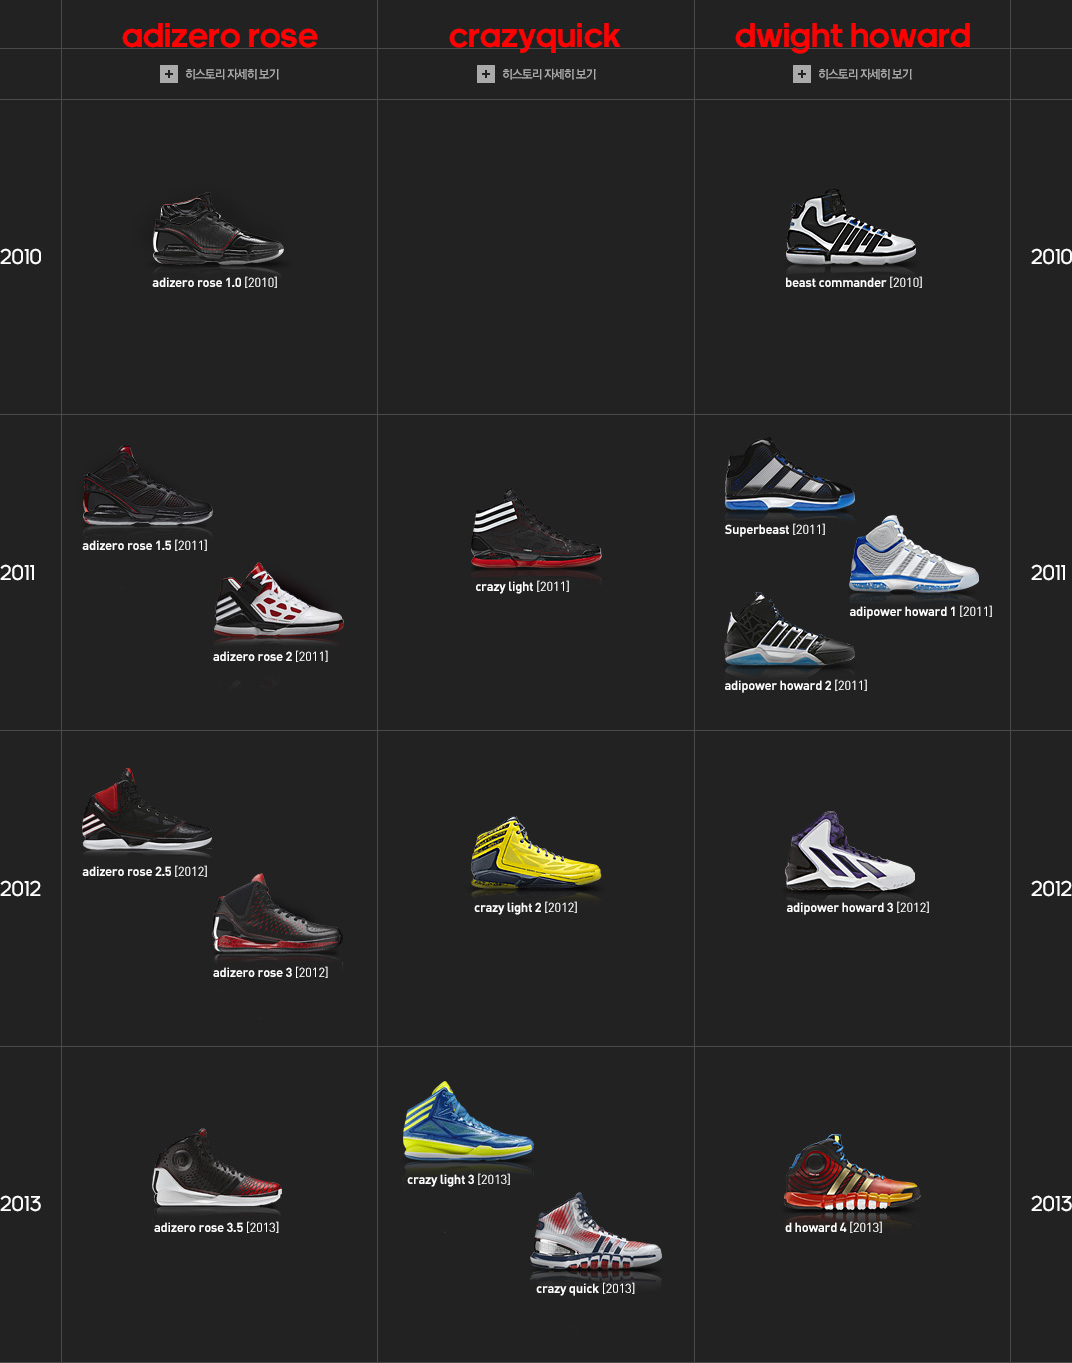 adizero rose
crazyquick
dwight howard
히스토리 자세히 보기
히스토리 자세히 보기
히스토리 자세히 보기
2010
adizero rose 1.0 [2010]
beast commander [2010]
2010
2011
adizero rose 1.5 [2011]
adizero rose 2 [2011]
crazy light [2011]
Superbeast [2011]
adipower howard 1 [2011]
adipower howard 2 [2011]
2011
2012
adizero rose 2.5 [2012]
adizero rose 3 [2012]
crazy light 2 [2012]
adipower howard 3 [2012]
2012
2013
adizero rose 3.5 [2013]
crazy light 3 [2013]
crazy quick [2013]
d howard 4 [2013]
2013